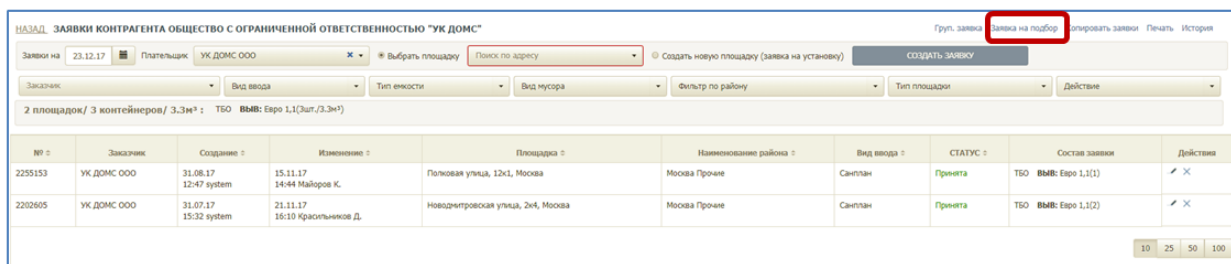 НАЗАД ЗАЯВКИ КОНТРАГЕНТА ОБЩЕСТВО С ОГРАНИЧЕННОЙ ОТВЕТСТВЕННОСТЬЮ "УК ДОМС" Груп. заявка Заявка на подбор Копировать заявки Печать История
Заявки на 23.12.17 Плательщик УК ДОМС ООО Выбрать площадку Поиск по адресу Создать новую площадку (заявка на установку) СОЗДАТЬ ЗАЯВКУ
Заказчик Вид ввода Тип емкости Вид мусора Фильтр по району Тип площадки Действие
2 площадок/ 3 контейнеров/ 3.3м³ : ТБО ВЫВ: Евро 1,1(3шт./3.3м³)
№ Заказчик Создание Изменение Площадка Наименование района Вид ввода СТАТУС Состав заявки Действия
2255153 УК ДОМС ООО 31.08.17 15.11.17 Полковая улица, 12к1, Москва Москва Прочие Санплан Принята ТБО ВЫВ: Евро 1,1(1)
12:47 system 14:44 Майоров К.
2202605 УК ДОМС ООО 31.07.17 21.11.17 Новодмитровская улица, 2к4, Москва Москва Прочие Санплан Принята ТБО ВЫВ: Евро 1,1(2)
15:32 system 16:10 Красильников Д.
10 25 50 100